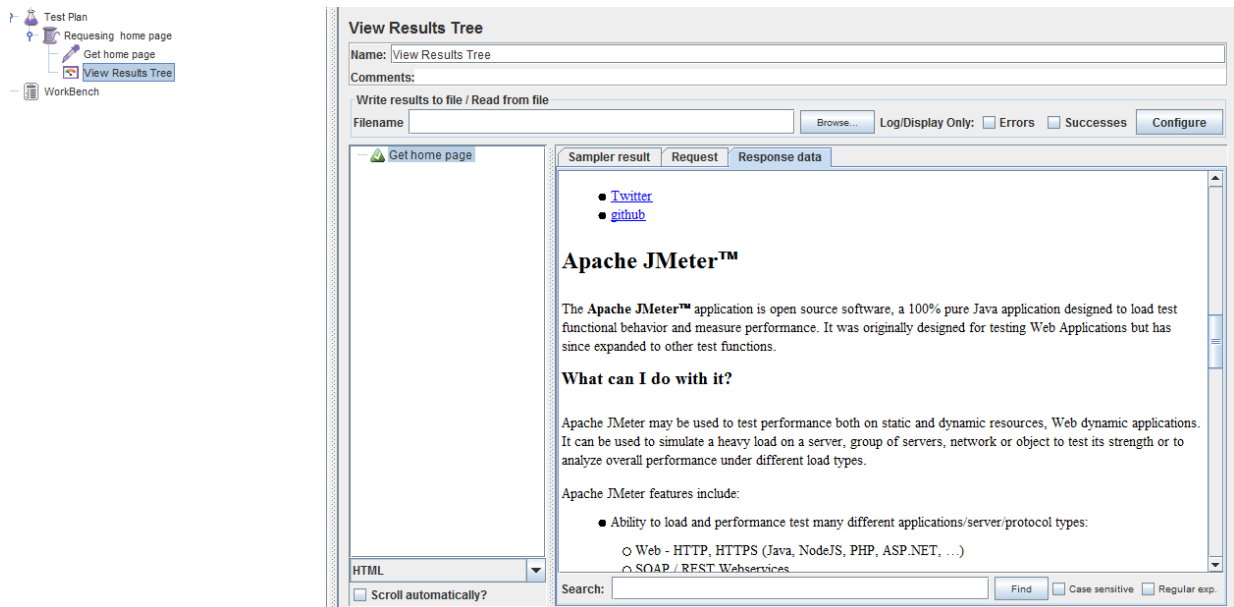 Test Plan
Requesing home page
Get home page
View Results Tree
WorkBench
View Results Tree
Name: View Results Tree
Comments:
Write results to file / Read from file
Filename Browse... Log/Display Only: Errors Successes Configure
Get home page
Sampler result Request Response data
Twitter
github
Apache JMeter™
The Apache JMeter™ application is open source software, a 100% pure Java application designed to load test
functional behavior and measure performance. It was originally designed for testing Web Applications but has
since expanded to other test functions.
What can I do with it?
Apache JMeter may be used to test performance both on static and dynamic resources, Web dynamic applications.
It can be used to simulate a heavy load on a server, group of servers, network or object to test its strength or to
analyze overall performance under different load types.
Apache JMeter features include:
Ability to load and performance test many different applications/server/protocol types:
Web - HTTP, HTTPS (Java, NodeJS, PHP, ASP.NET, …)
SOAP / REST Webservices
HTML
Scroll automatically?
Search: Find Case sensitive Regular exp.